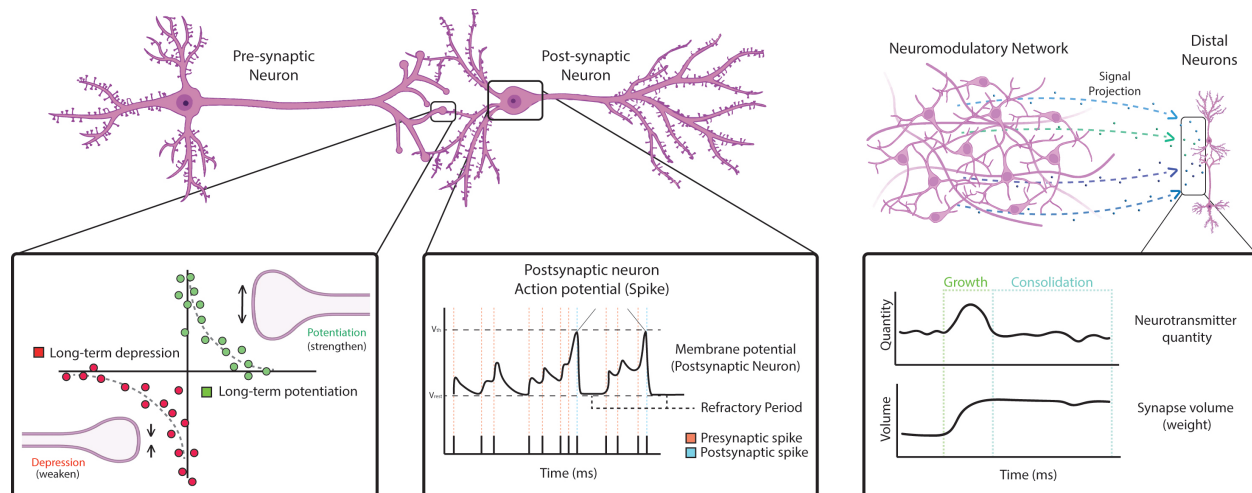 Pre-synaptic
Neuron
Post-synaptic
Neuron
Neuromodulatory Network
Distal
Neurons
Signal
Projection
Potentiation
(strengthen)
Long-term depression
Long-term potentiation
Depression
(weaken)
Postsynaptic neuron
Action potential (Spike)
Vth
Membrane potential
(Postsynaptic Neuron)
Refractory Period
Presynaptic spike
Postsynaptic spike
Time (ms)
Growth
Consolidation
Quantity
Neurotransmitter
quantity
Volume
Synapse volume
(weight)
Time (ms)